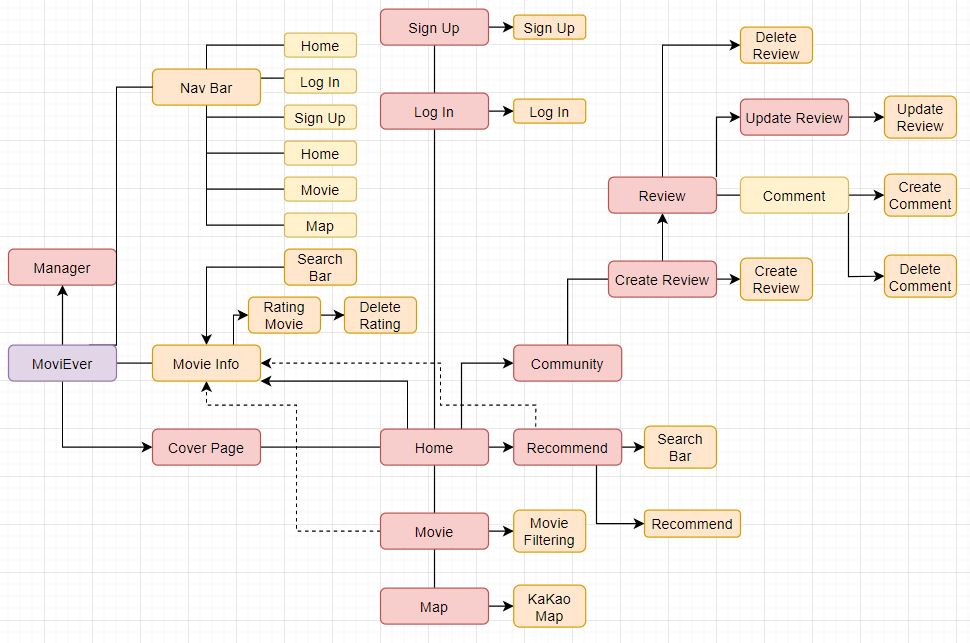 Sign Up
Sign Up
Delete
Review
Home
Nav Bar
Log In
Log In
Log In
Sign Up
Update Review
Update
Review
Home
Movie
Review
Comment
Create
Comment
Map
Manager
Search
Bar
Create Review
Create
Review
Delete
Comment
Rating
Movie
Delete
Rating
MoviEver
Movie Info
Community
Cover Page
Home
Recommend
Search
Bar
Movie
Movie
Filtering
Recommend
Map
KaKao
Map